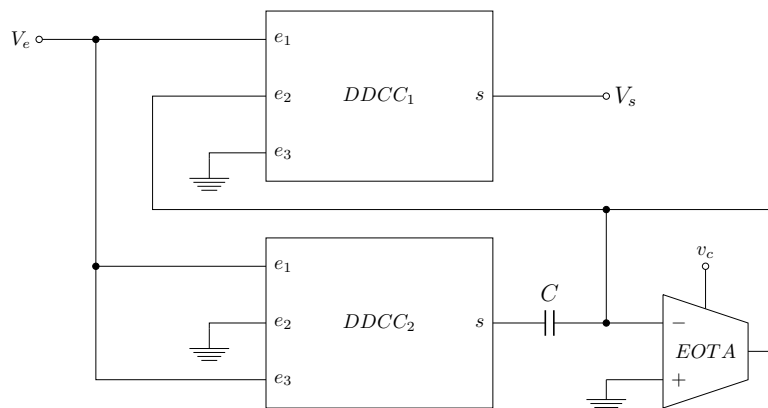 V_e
e_1
e_2
DDCC_1
s
V_s
e_3
e_1
v_c
C
e_2
DDCC_2
s
−
EOTA
e_3
+